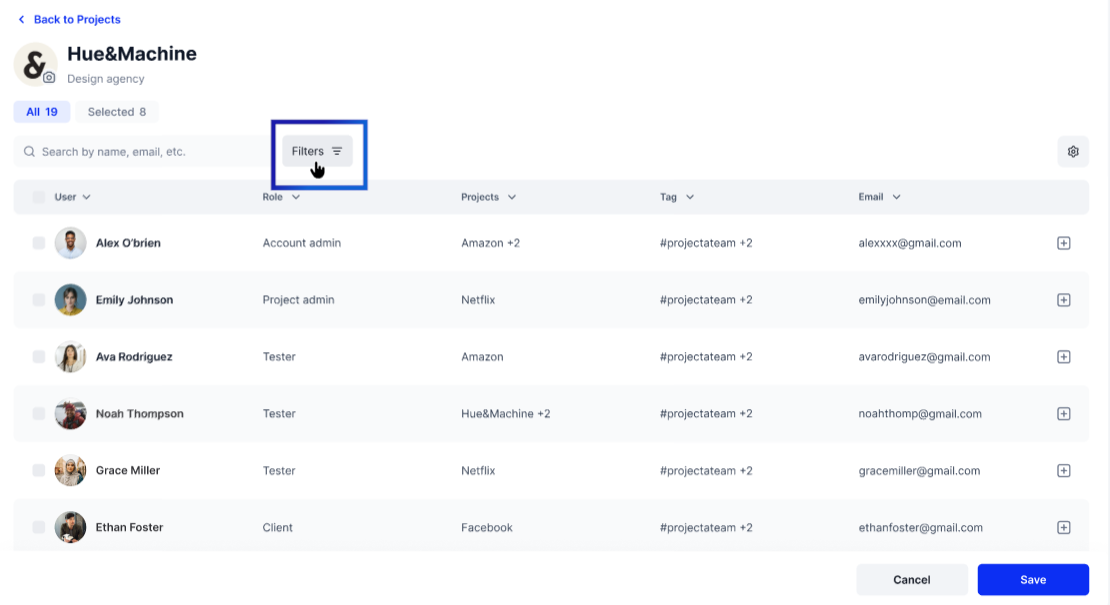 Back to Projects
&
Hue&Machine
Design agency
All 19 Selected 8
Search by name, email, etc. Filters
User Role Projects Tag Email
Alex O'brien Account admin Amazon +2 #projectateam +2 alexxxx@gmail.com
Emily Johnson Project admin Netflix #projectateam +2 emilyjohnson@email.com
Ava Rodriguez Tester Amazon #projectateam +2 avarodriguez@gmail.com
Noah Thompson Tester Hue&Machine +2 #projectateam +2 noahthomp@gmail.com
Grace Miller Tester Netflix #projectateam +2 gracemiller@gmail.com
Ethan Foster Client Facebook #projectateam +2 ethanfoster@gmail.com
Cancel Save